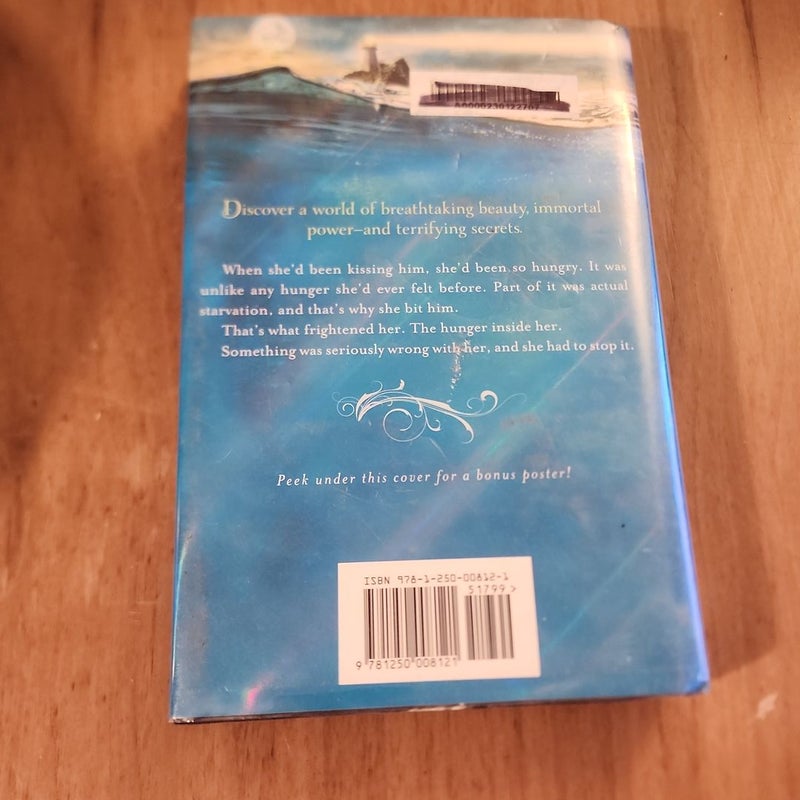 Discover a world of breathtaking beauty, immortal
power—and terrifying secrets.
When she'd been kissing him, she'd been so hungry. It was
unlike any hunger she'd ever felt before. Part of it was actual
starvation, and that's why she bit him.
That's what frightened her. The hunger inside her.
Something was seriously wrong with her, and she had to stop it.
Peek under this cover for a bonus poster!
ISBN 978-1-250-00812-1
51799>
9 781250 008121